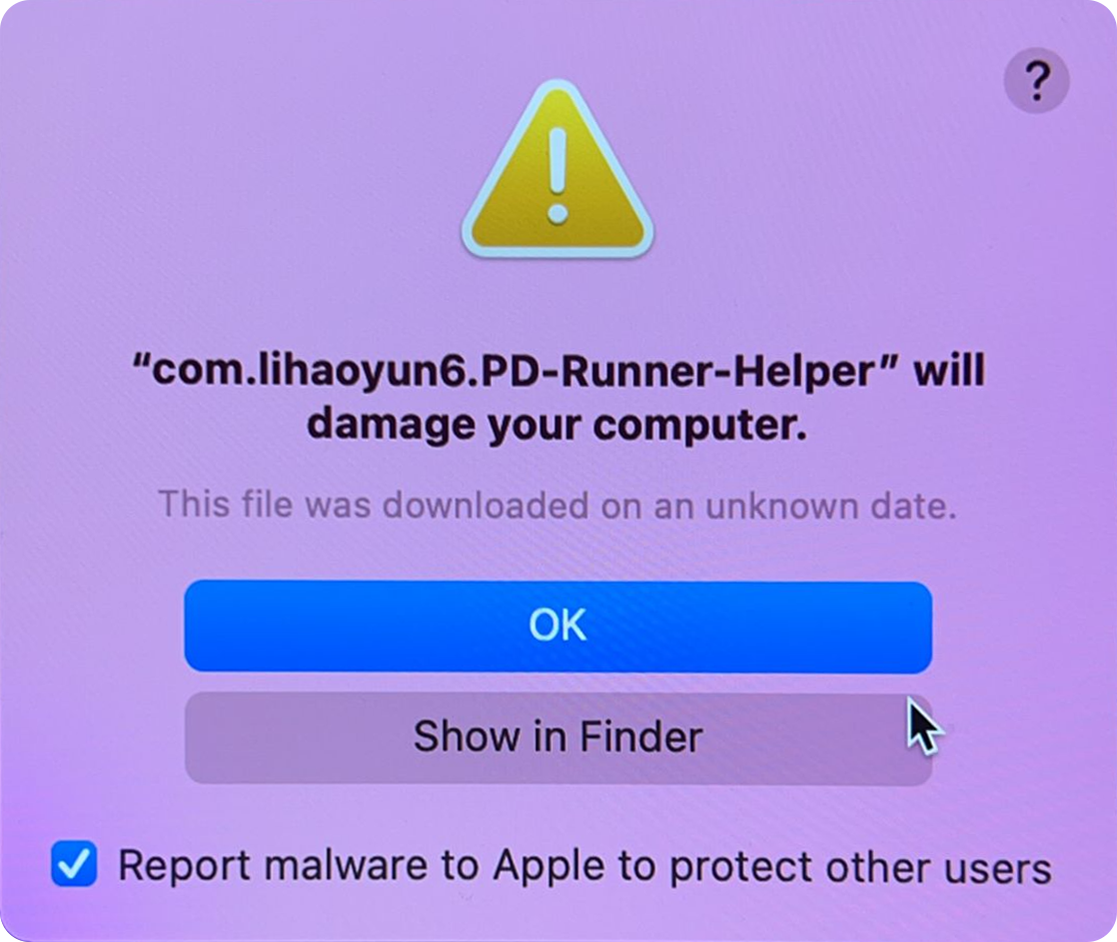 ?
“com.lihaoyun6.PD-Runner-Helper” will
damage your computer.
This file was downloaded on an unknown date.
OK
Show in Finder
Report malware to Apple to protect other users